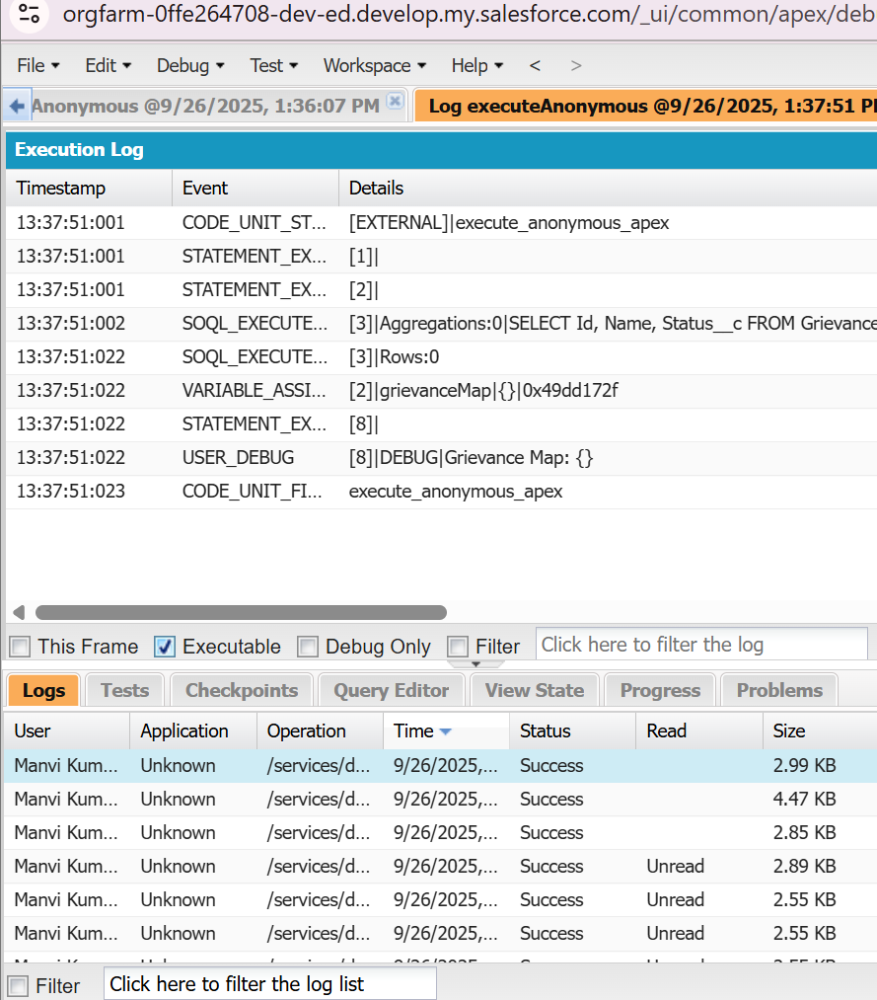 orgfarm-0ffe264708-dev-ed.develop.my.salesforce.com/_ui/common/apex/deb
File Edit Debug Test Workspace Help < >
Anonymous @9/26/2025, 1:36:07 PM Log executeAnonymous @9/26/2025, 1:37:51 P
Execution Log
Timestamp Event Details
13:37:51:001 CODE_UNIT_ST... [EXTERNAL]|execute_anonymous_apex
13:37:51:001 STATEMENT_EX... [1]|
13:37:51:001 STATEMENT_EX... [2]|
13:37:51:002 SOQL_EXECUTE... [3]|Aggregations:0|SELECT Id, Name, Status__c FROM Grievance
13:37:51:022 SOQL_EXECUTE... [3]|Rows:0
13:37:51:022 VARIABLE_ASSI... [2]|grievanceMap|{}|0x49dd172f
13:37:51:022 STATEMENT_EX... [8]|
13:37:51:022 USER_DEBUG [8]|DEBUG|Grievance Map: {}
13:37:51:023 CODE_UNIT_FI... execute_anonymous_apex
This Frame Executable Debug Only Filter Click here to filter the log
Logs Tests Checkpoints Query Editor View State Progress Problems
User Application Operation Time Status Read Size
Manvi Kum... Unknown /services/d... 9/26/2025,... Success 2.99 KB
Manvi Kum... Unknown /services/d... 9/26/2025,... Success 4.47 KB
Manvi Kum... Unknown /services/d... 9/26/2025,... Success 2.85 KB
Manvi Kum... Unknown /services/d... 9/26/2025,... Success Unread 2.89 KB
Manvi Kum... Unknown /services/d... 9/26/2025,... Success Unread 2.55 KB
Manvi Kum... Unknown /services/d... 9/26/2025,... Success Unread 2.55 KB
Filter Click here to filter the log list